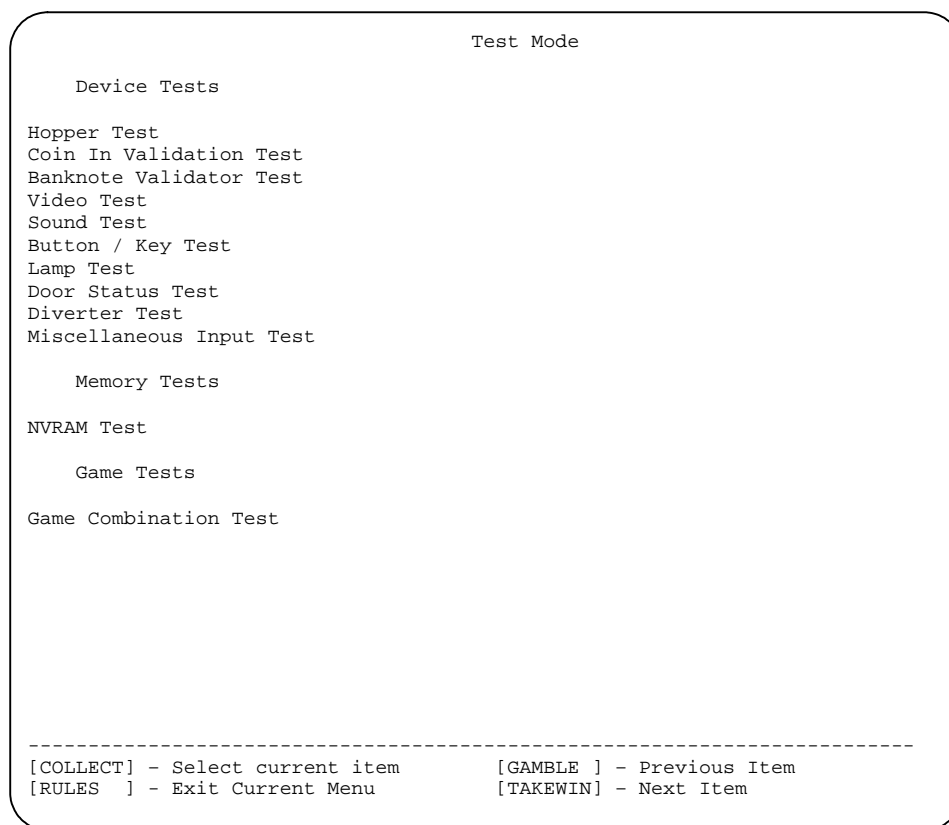 Test Mode
Device Tests
Hopper Test
Coin In Validation Test
Banknote Validator Test
Video Test
Sound Test
Button / Key Test
Lamp Test
Door Status Test
Diverter Test
Miscellaneous Input Test
Memory Tests
NVRAM Test
Game Tests
Game Combination Test
--------------------------------------------------------------------------
[COLLECT] – Select current item [GAMBLE ] – Previous Item
[RULES  ] - Exit Current Menu [TAKEWIN] – Next Item